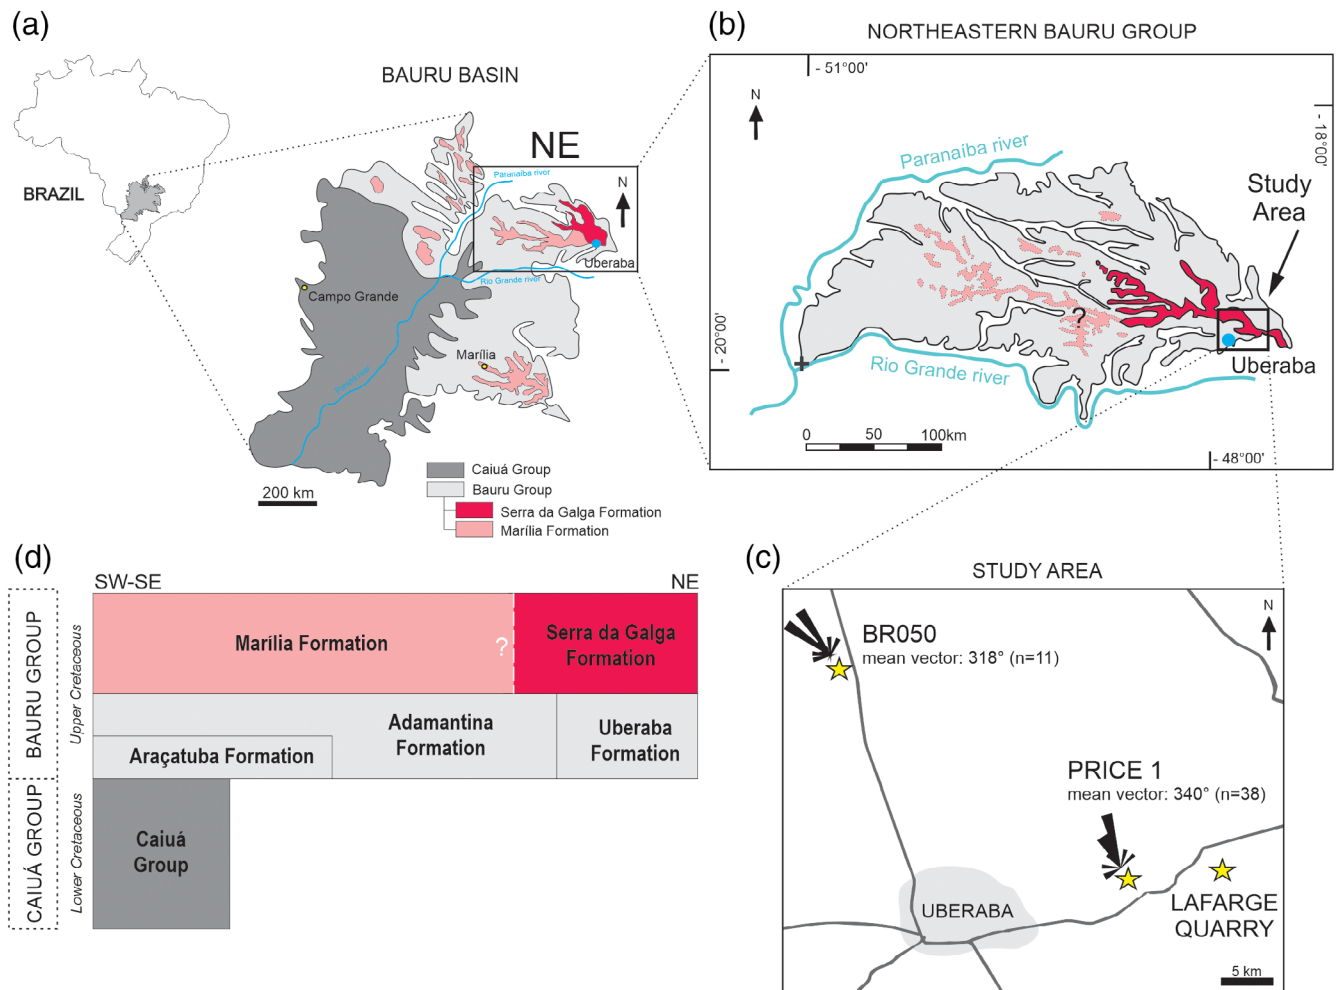 (a)
BAURU BASIN
NE
BRAZIL
Paranaíba river
N
Uberaba
Rio Grande river
Campo Grande
Marília
Paraná river
200 km
Caiuá Group
Bauru Group
Serra da Galga Formation
Marília Formation
(b)
NORTHEASTERN BAURU GROUP
- 51°00'
N
- 18°00'
Paranaíba river
Study
Area
?
- 20°00'
Rio Grande river
Uberaba
0 50 100km
- 48°00'
(c)
STUDY AREA
N
BR050
mean vector: 318° (n=11)
PRICE 1
mean vector: 340° (n=38)
UBERABA
LAFARGE
QUARRY
5 km
(d)
SW-SE NE
BAURU GROUP
Upper Cretaceous
Marília Formation
?
Serra da Galga
Formation
Adamantina
Formation
Uberaba
Formation
Araçatuba Formation
CAIUÁ GROUP
Lower Cretaceous
Caiuá
Group